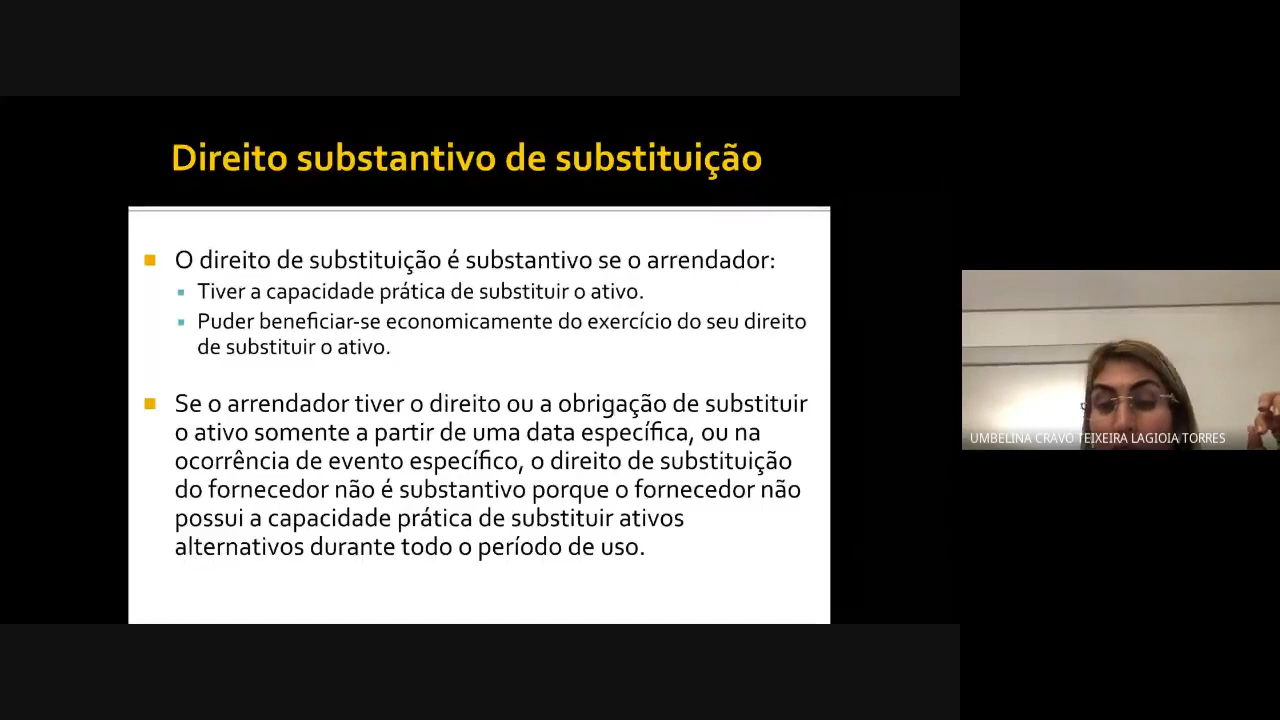 Direito substantivo de substituição
O direito de substituição é substantivo se o arrendador:
Tiver a capacidade prática de substituir o ativo.
Puder beneficiar-se economicamente do exercício do seu direito
de substituir o ativo.
Se o arrendador tiver o direito ou a obrigação de substituir
o ativo somente a partir de uma data específica, ou na
ocorrência de evento específico, o direito de substituição
do fornecedor não é substantivo porque o fornecedor não
possui a capacidade prática de substituir ativos
alternativos durante todo o período de uso.
UMBELINA CRAVO TEIXEIRA LAGIOIA TORRES